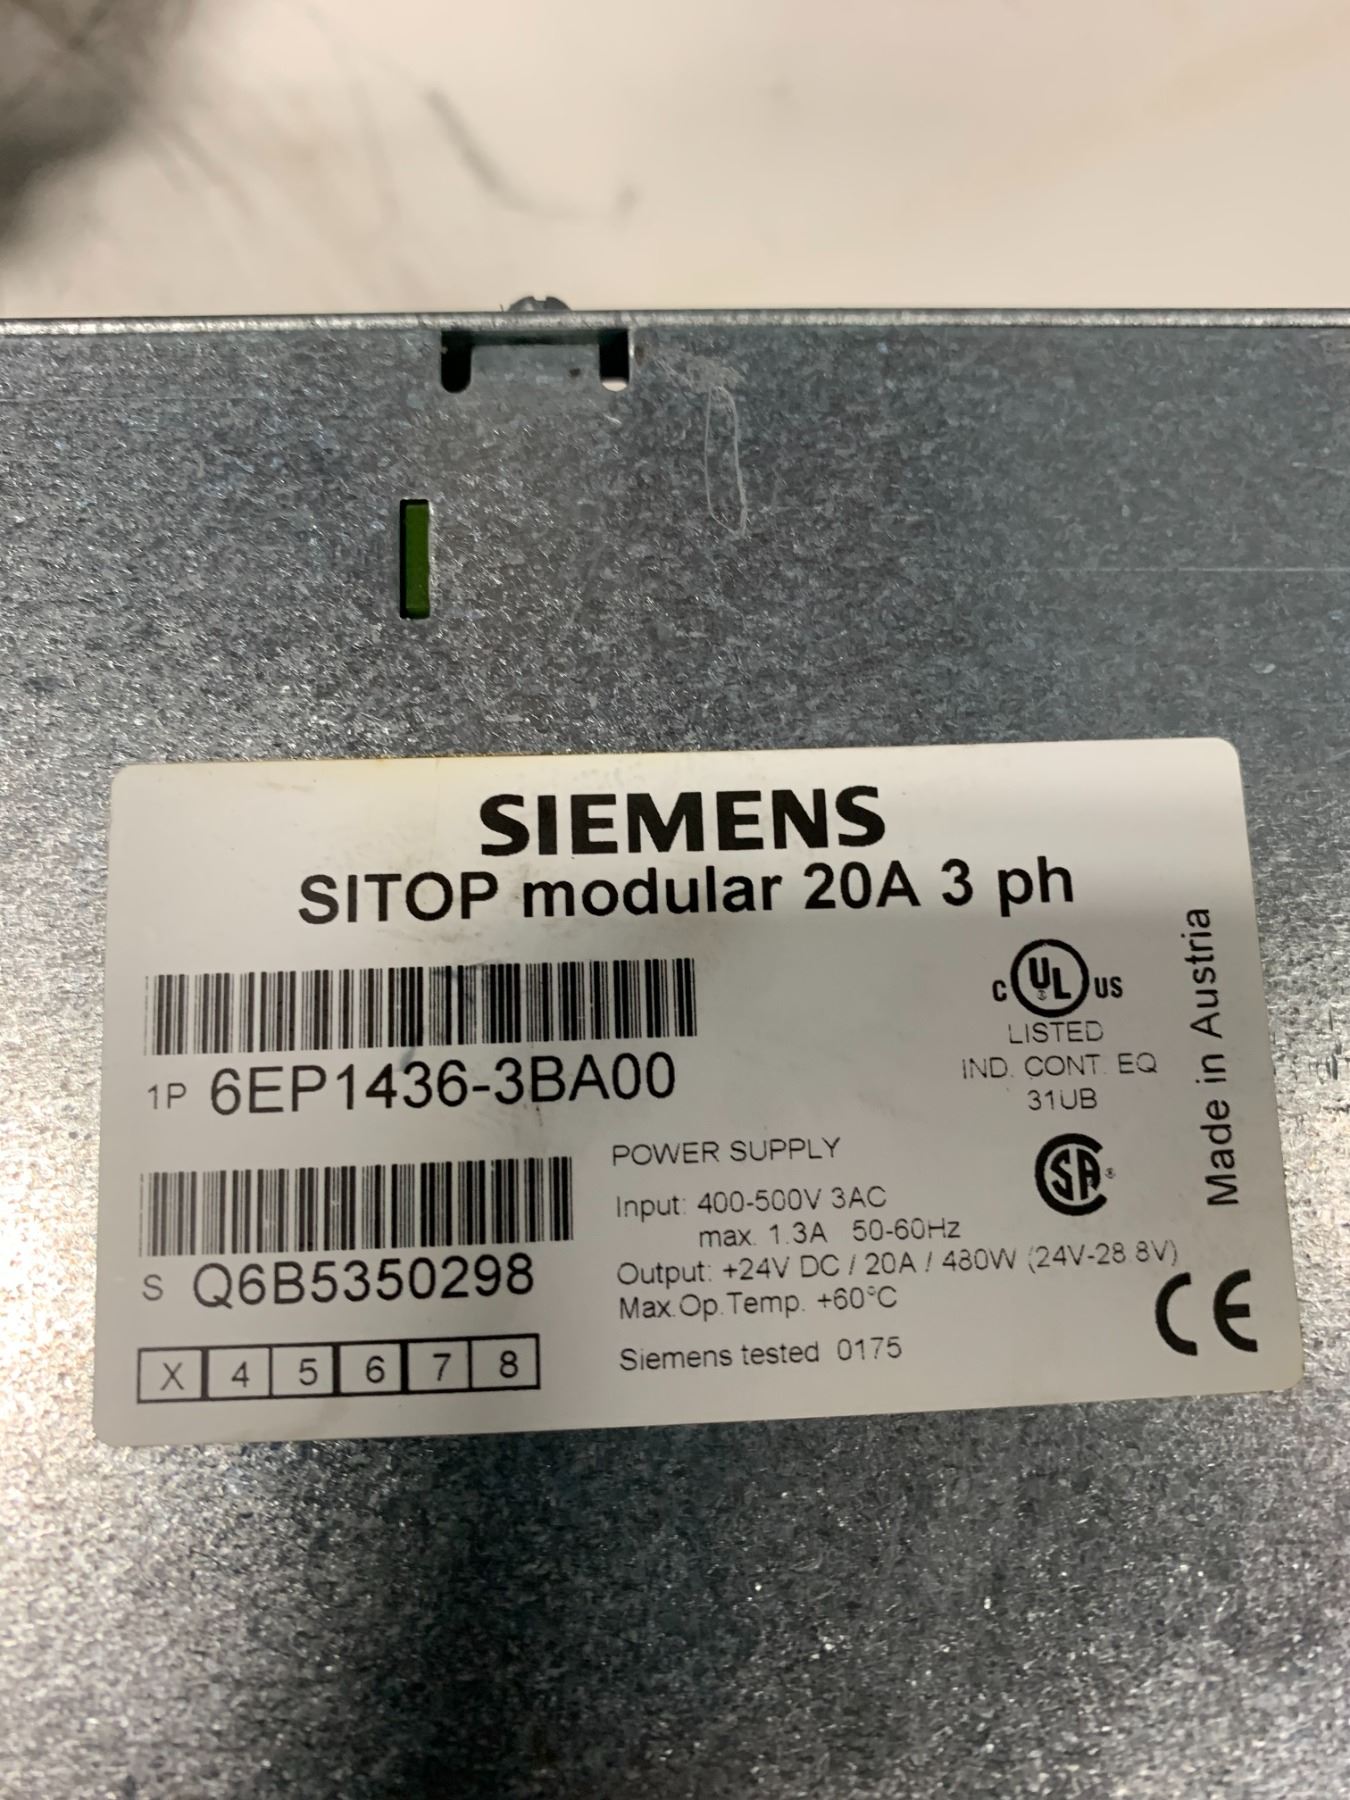 SIEMENS
SITOP modular 20A 3 ph
1P 6EP1436-3BA00
S Q6B5350298
X 4 5 6 7 8
POWER SUPPLY
Input: 400-500V 3AC
max. 1.3A 50-60Hz
Output: +24V DC / 20A / 480W (24V-28.8V)
Max.Op.Temp. +60°C
Siemens tested 0175
C UL US
LISTED
IND. CONT. EQ
31UB
SA ®
CE
Made in Austria